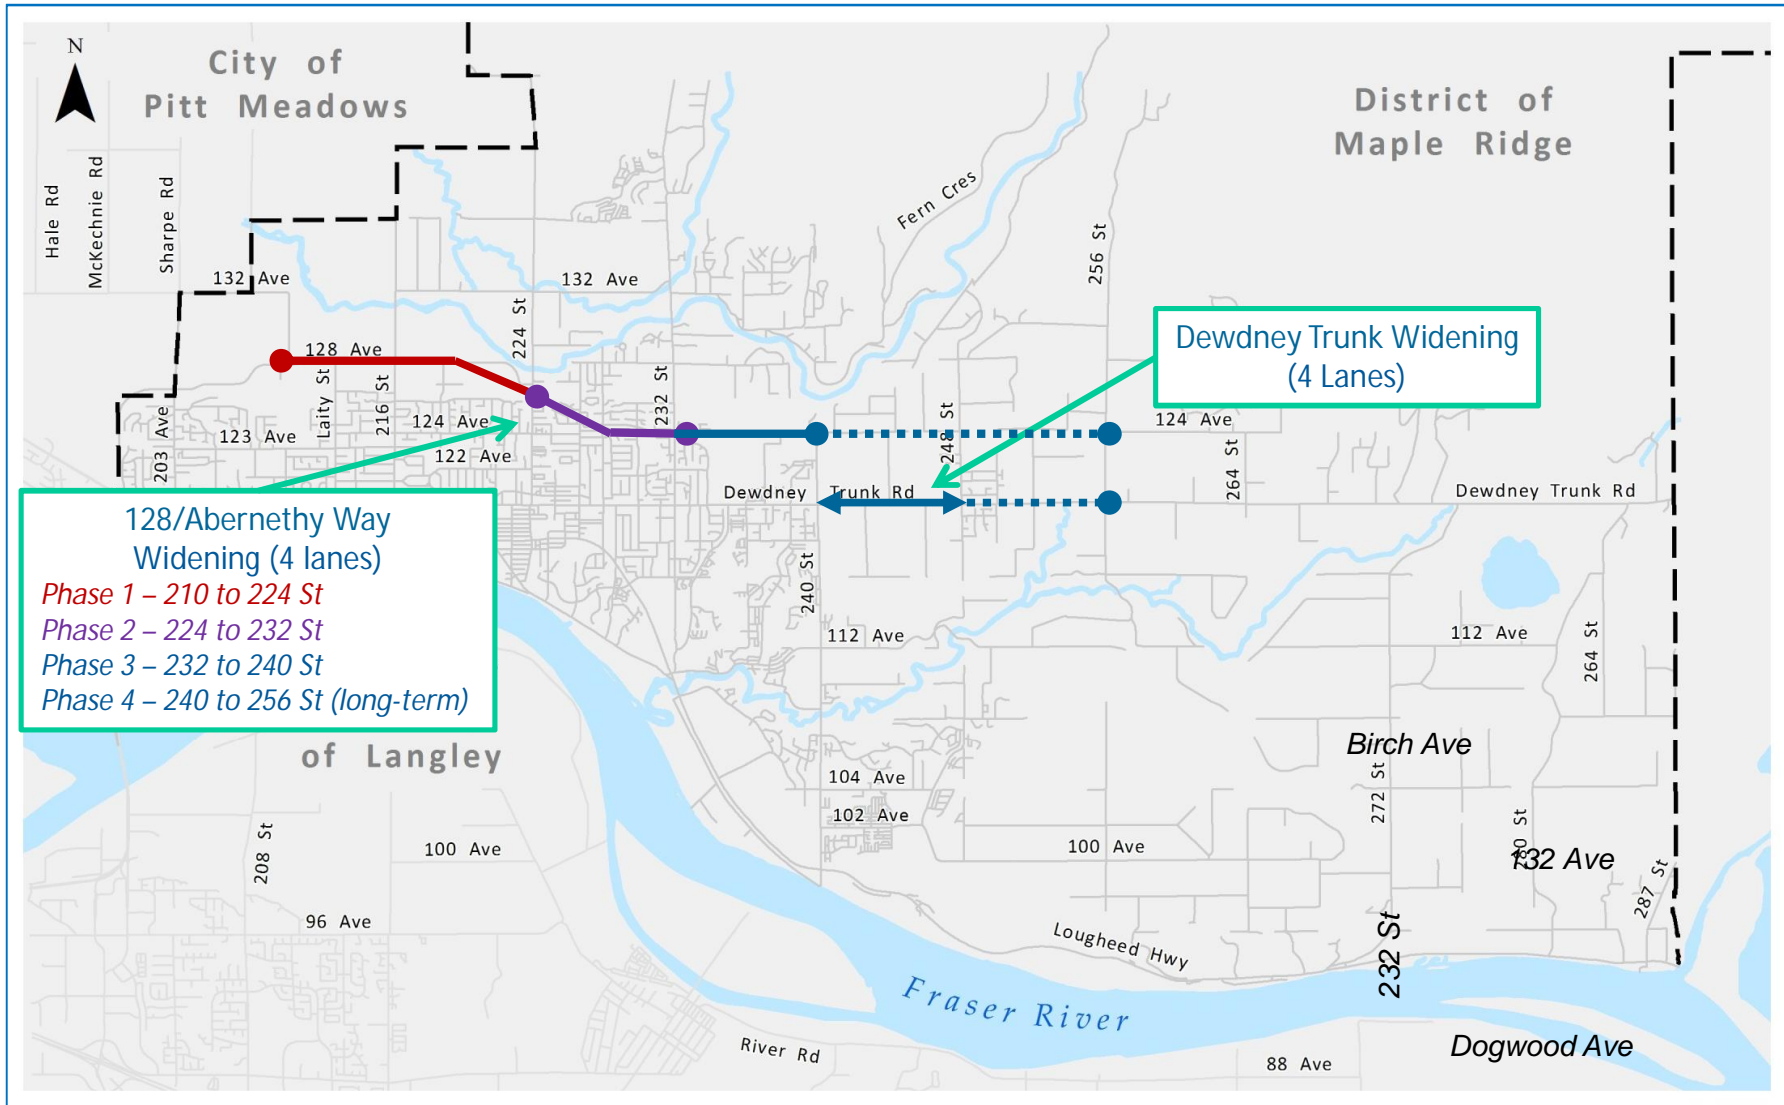 N
City of
Pitt Meadows
District of
Maple Ridge
Hale Rd
McKechnie Rd
Sharpe Rd
Fern Cres
256 St
132 Ave
132 Ave
224 St
128 Ave
Laity St
216 St
232 St
Dewdney Trunk Widening
(4 Lanes)
203 Ave
123 Ave
124 Ave
122 Ave
248 St
124 Ave
264 St
Dewdney Trunk Rd
Dewdney Trunk Rd
128/Abernethy Way
Widening (4 lanes)
Phase 1 – 210 to 224 St
Phase 2 – 224 to 232 St
Phase 3 – 232 to 240 St
Phase 4 – 240 to 256 St (long-term)
240 St
112 Ave
112 Ave
264 St
of Langley
Birch Ave
104 Ave
102 Ave
272 St
208 St
100 Ave
100 Ave
280 St
132 Ave
287 St
96 Ave
Lougheed Hwy
232 St
Fraser River
River Rd
88 Ave
Dogwood Ave